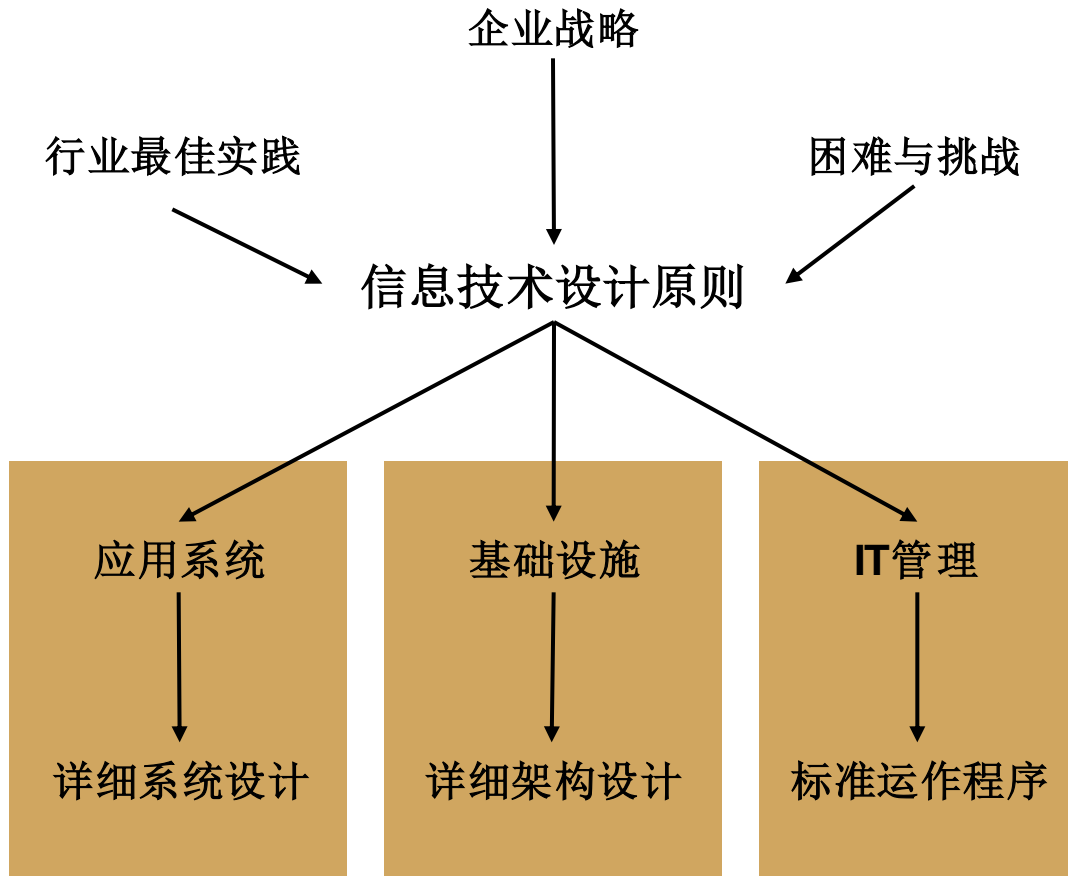 企业战略
行业最佳实践
困难与挑战
信息技术设计原则
应用系统
基础设施
IT管理
详细系统设计
详细架构设计
标准运作程序